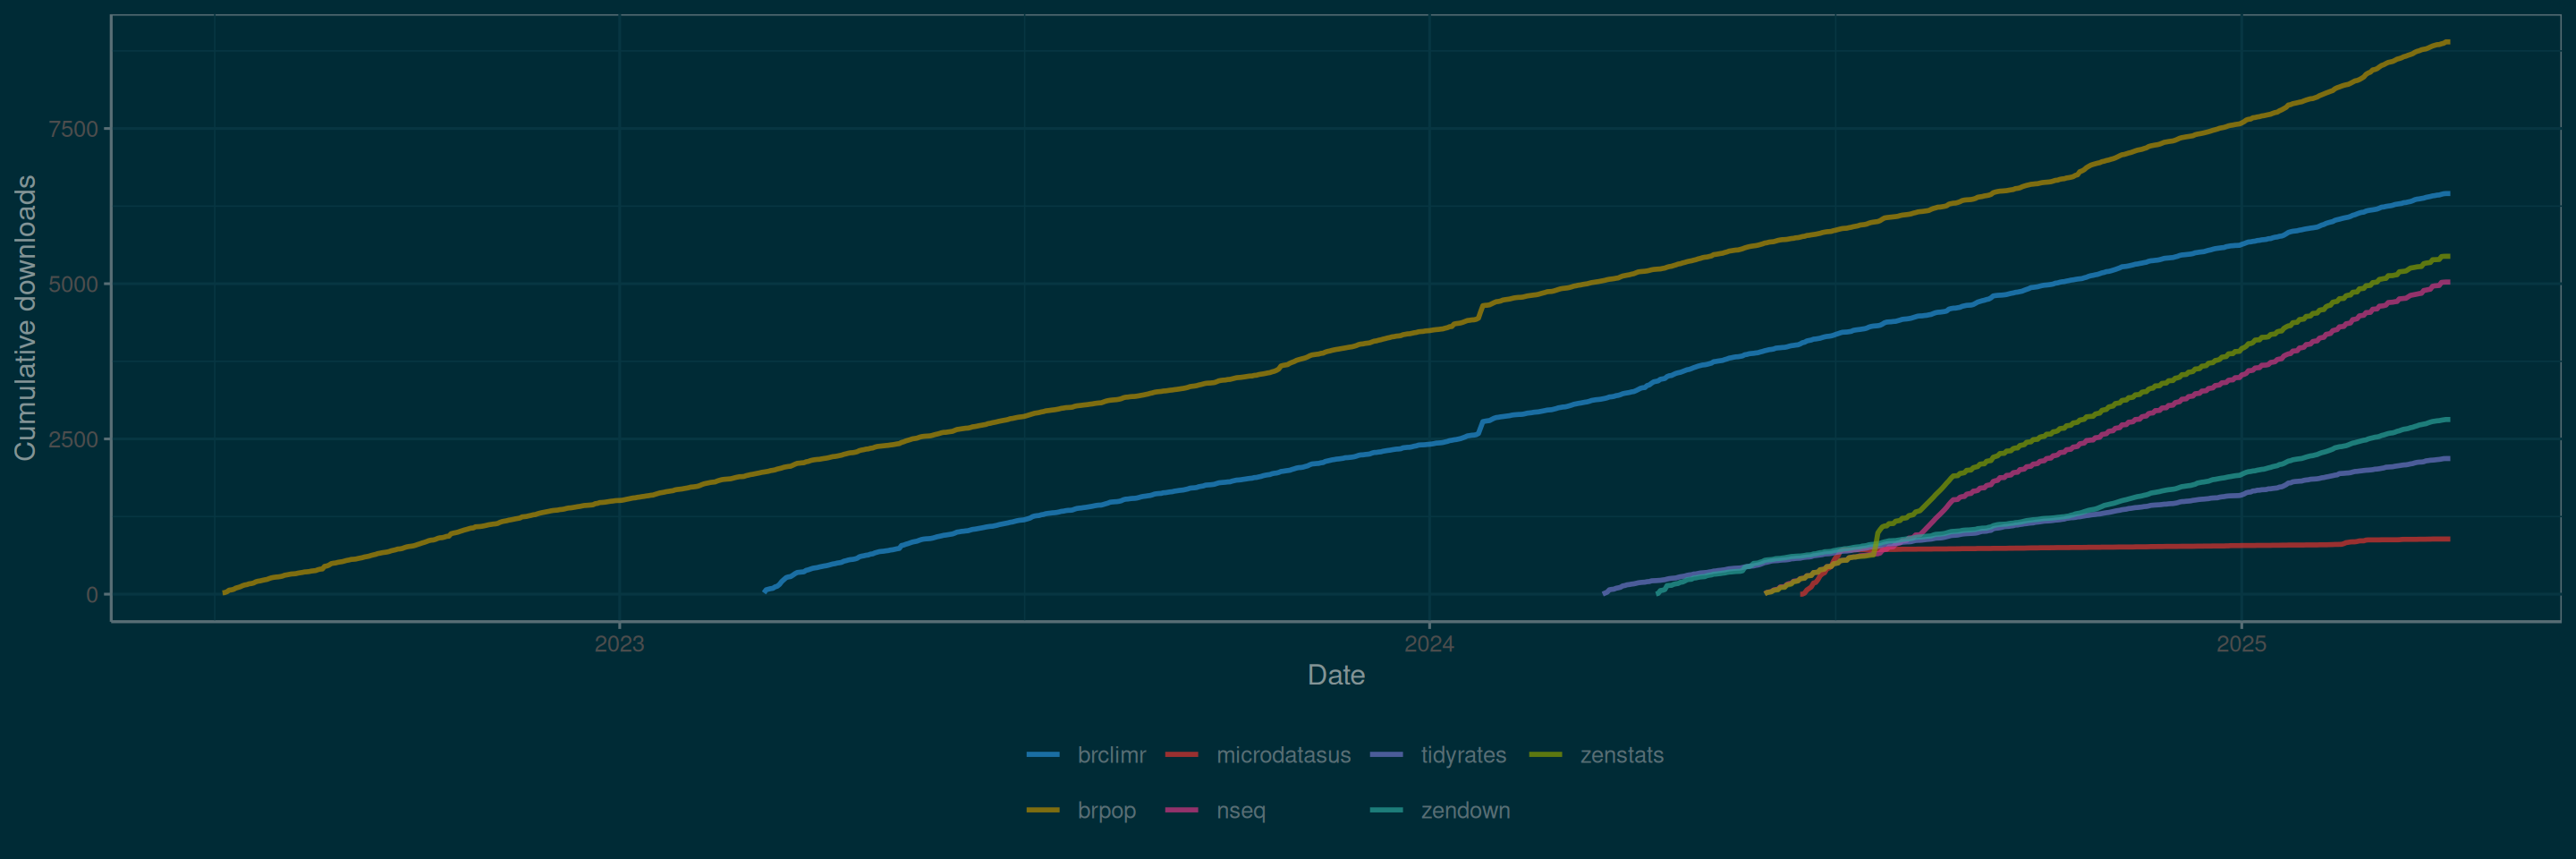 Cumulative downloads
7500
5000
2500
0
2023 2024 2025
Date
brclimr microdatasus tidyrates zenstats
brpop nseq zendown